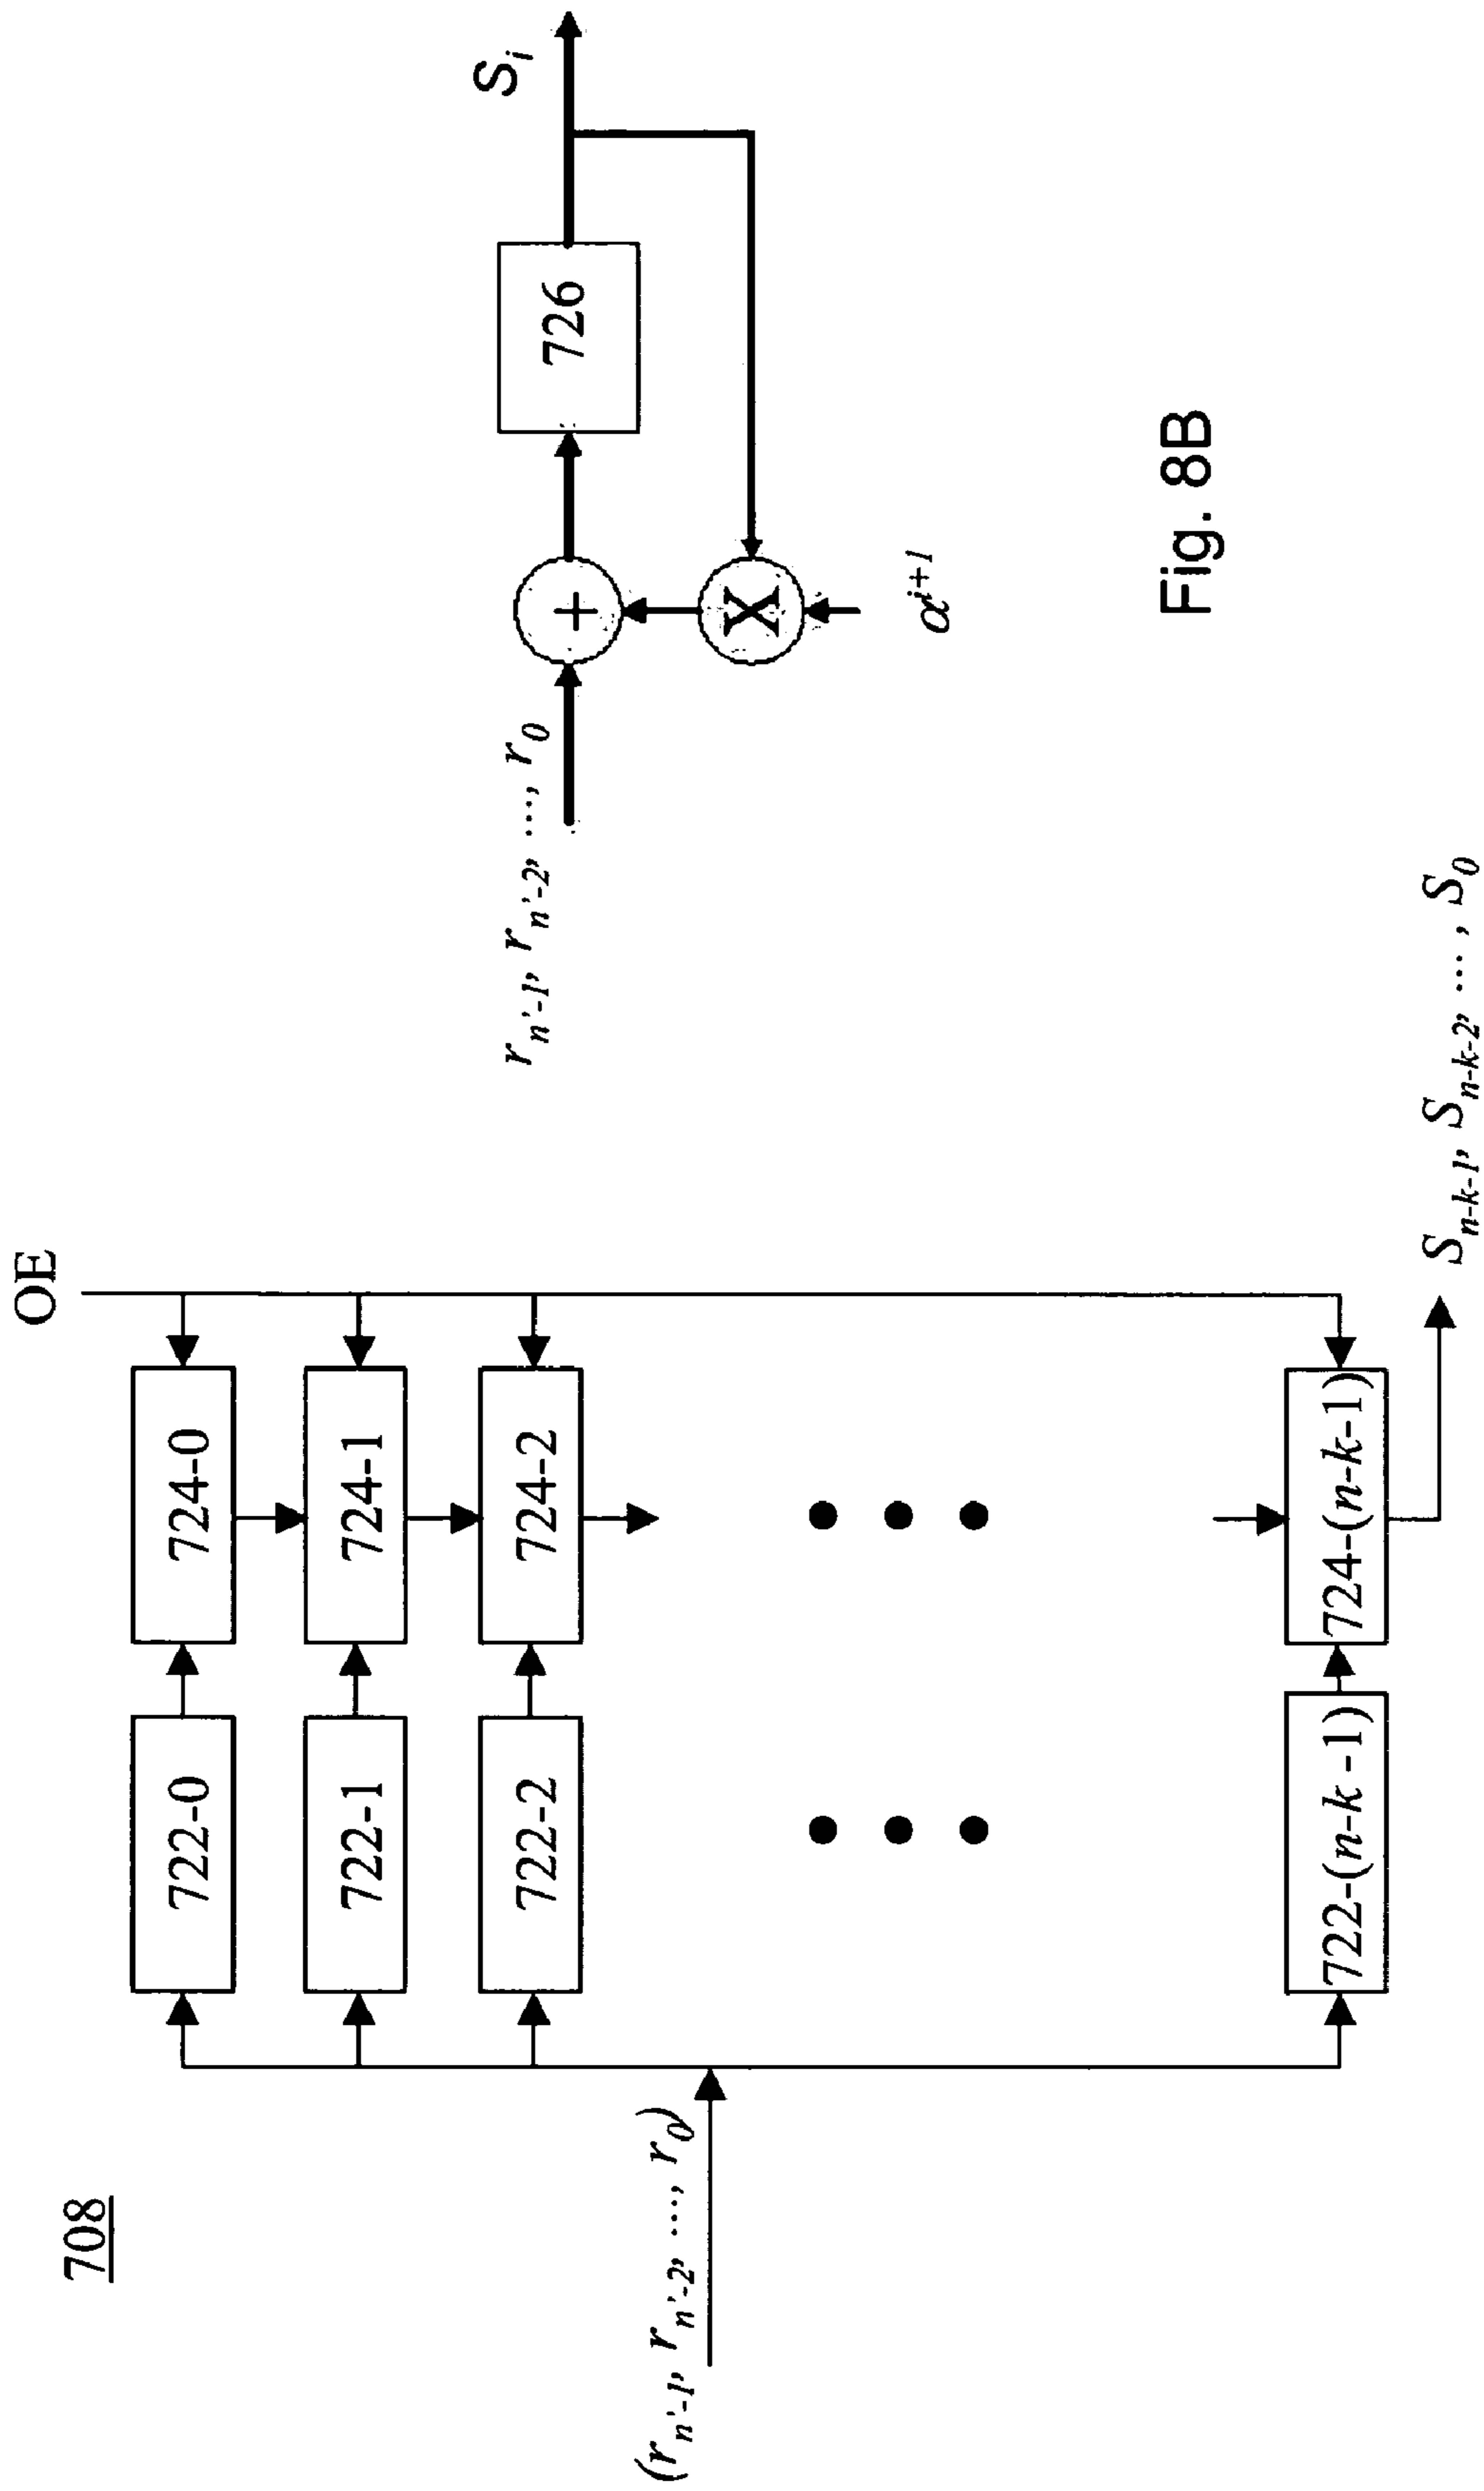 708
OE
722-0
724-0
722-1
724-1
722-2
724-2
(r_{n'-1}, r_{n'-2}, ..., r_0)
722-(n-k -1)
724-(n-k-1)
S_{n-k-1}, S_{n-k-2}, ... , S_0
S_i
r_{n'-1}, r_{n'-2}, ..., r_0
+
726
X
α^{i+1}
Fig. 8B